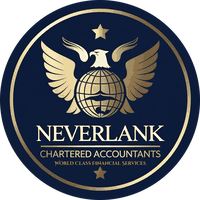 NEVERLANK
CHARTERED ACCOUNTANTS
WORLD CLASS FINANCIAL SERVICES